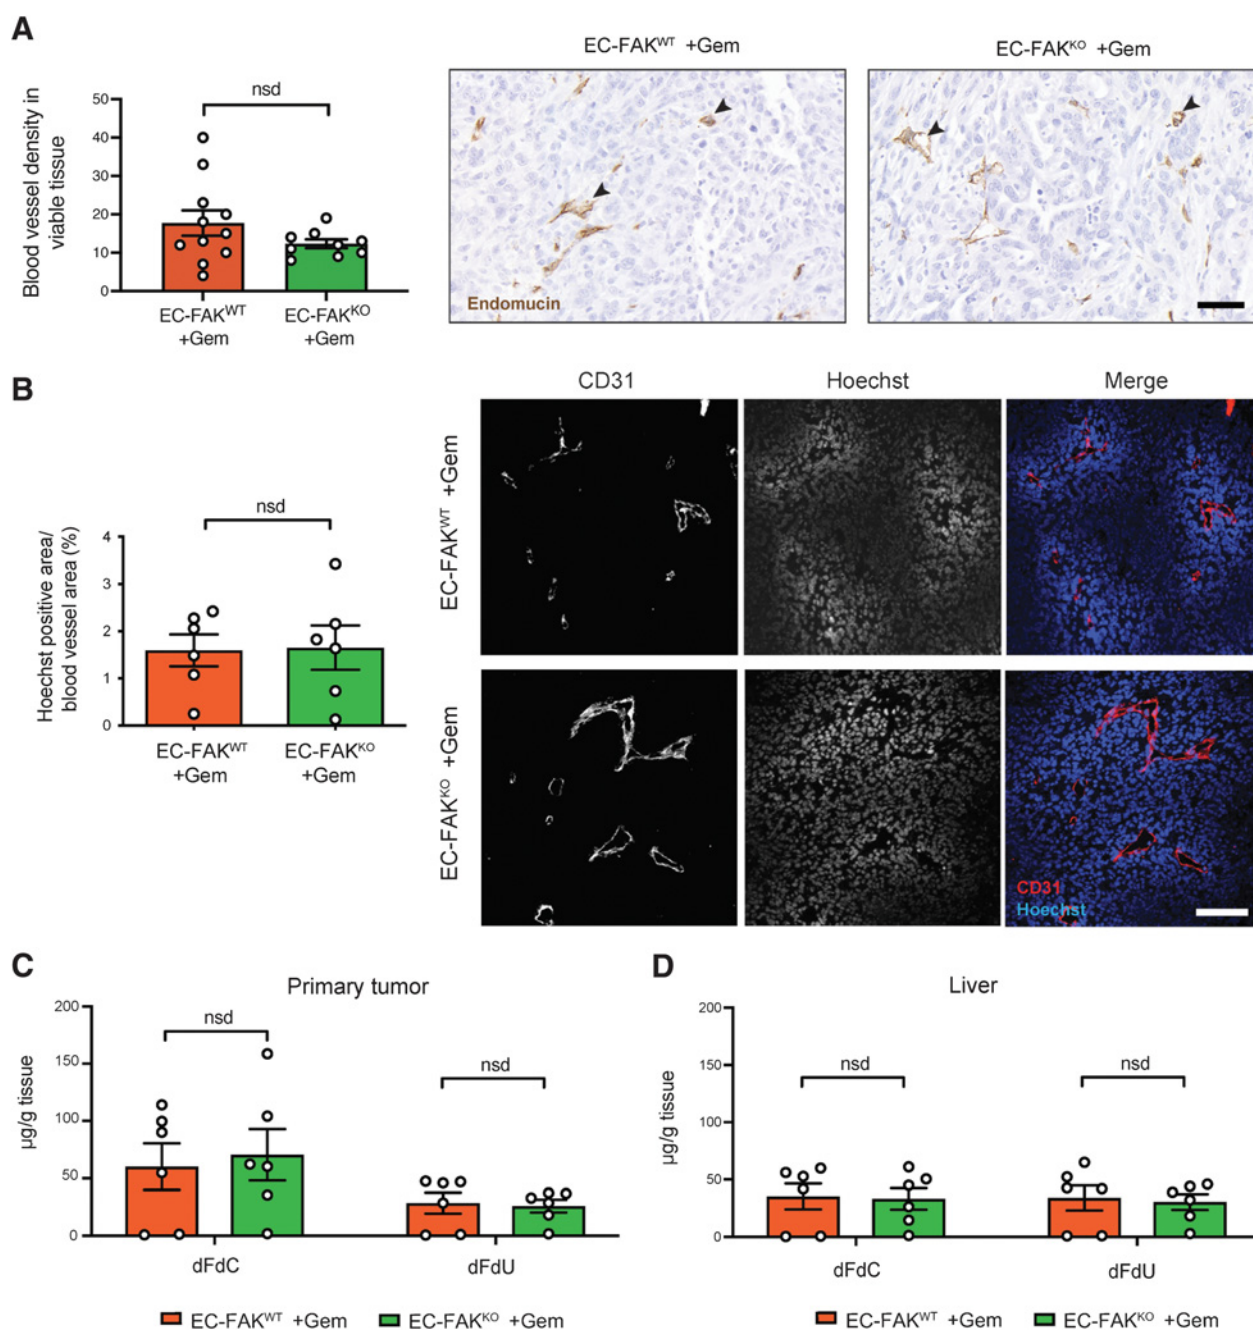 A
Blood vessel density in
viable tissue
50
40
30
20
10
0
nsd
EC-FAKWT
+Gem
EC-FAKKO
+Gem
EC-FAKWT +Gem
EC-FAKKO +Gem
Endomucin
B
Hoechst positive area/
blood vessel area (%)
4
3
2
1
0
nsd
EC-FAKWT
+Gem
EC-FAKKO
+Gem
CD31
Hoechst
Merge
EC-FAKWT +Gem
EC-FAKKO +Gem
CD31
Hoechst
C
Primary tumor
µg/g tissue
200
150
100
50
0
nsd
nsd
dFdC
dFdU
EC-FAKWT +Gem
EC-FAKKO +Gem
D
Liver
µg/g tissue
200
150
100
50
0
nsd
nsd
dFdC
dFdU
EC-FAKWT +Gem
EC-FAKKO +Gem